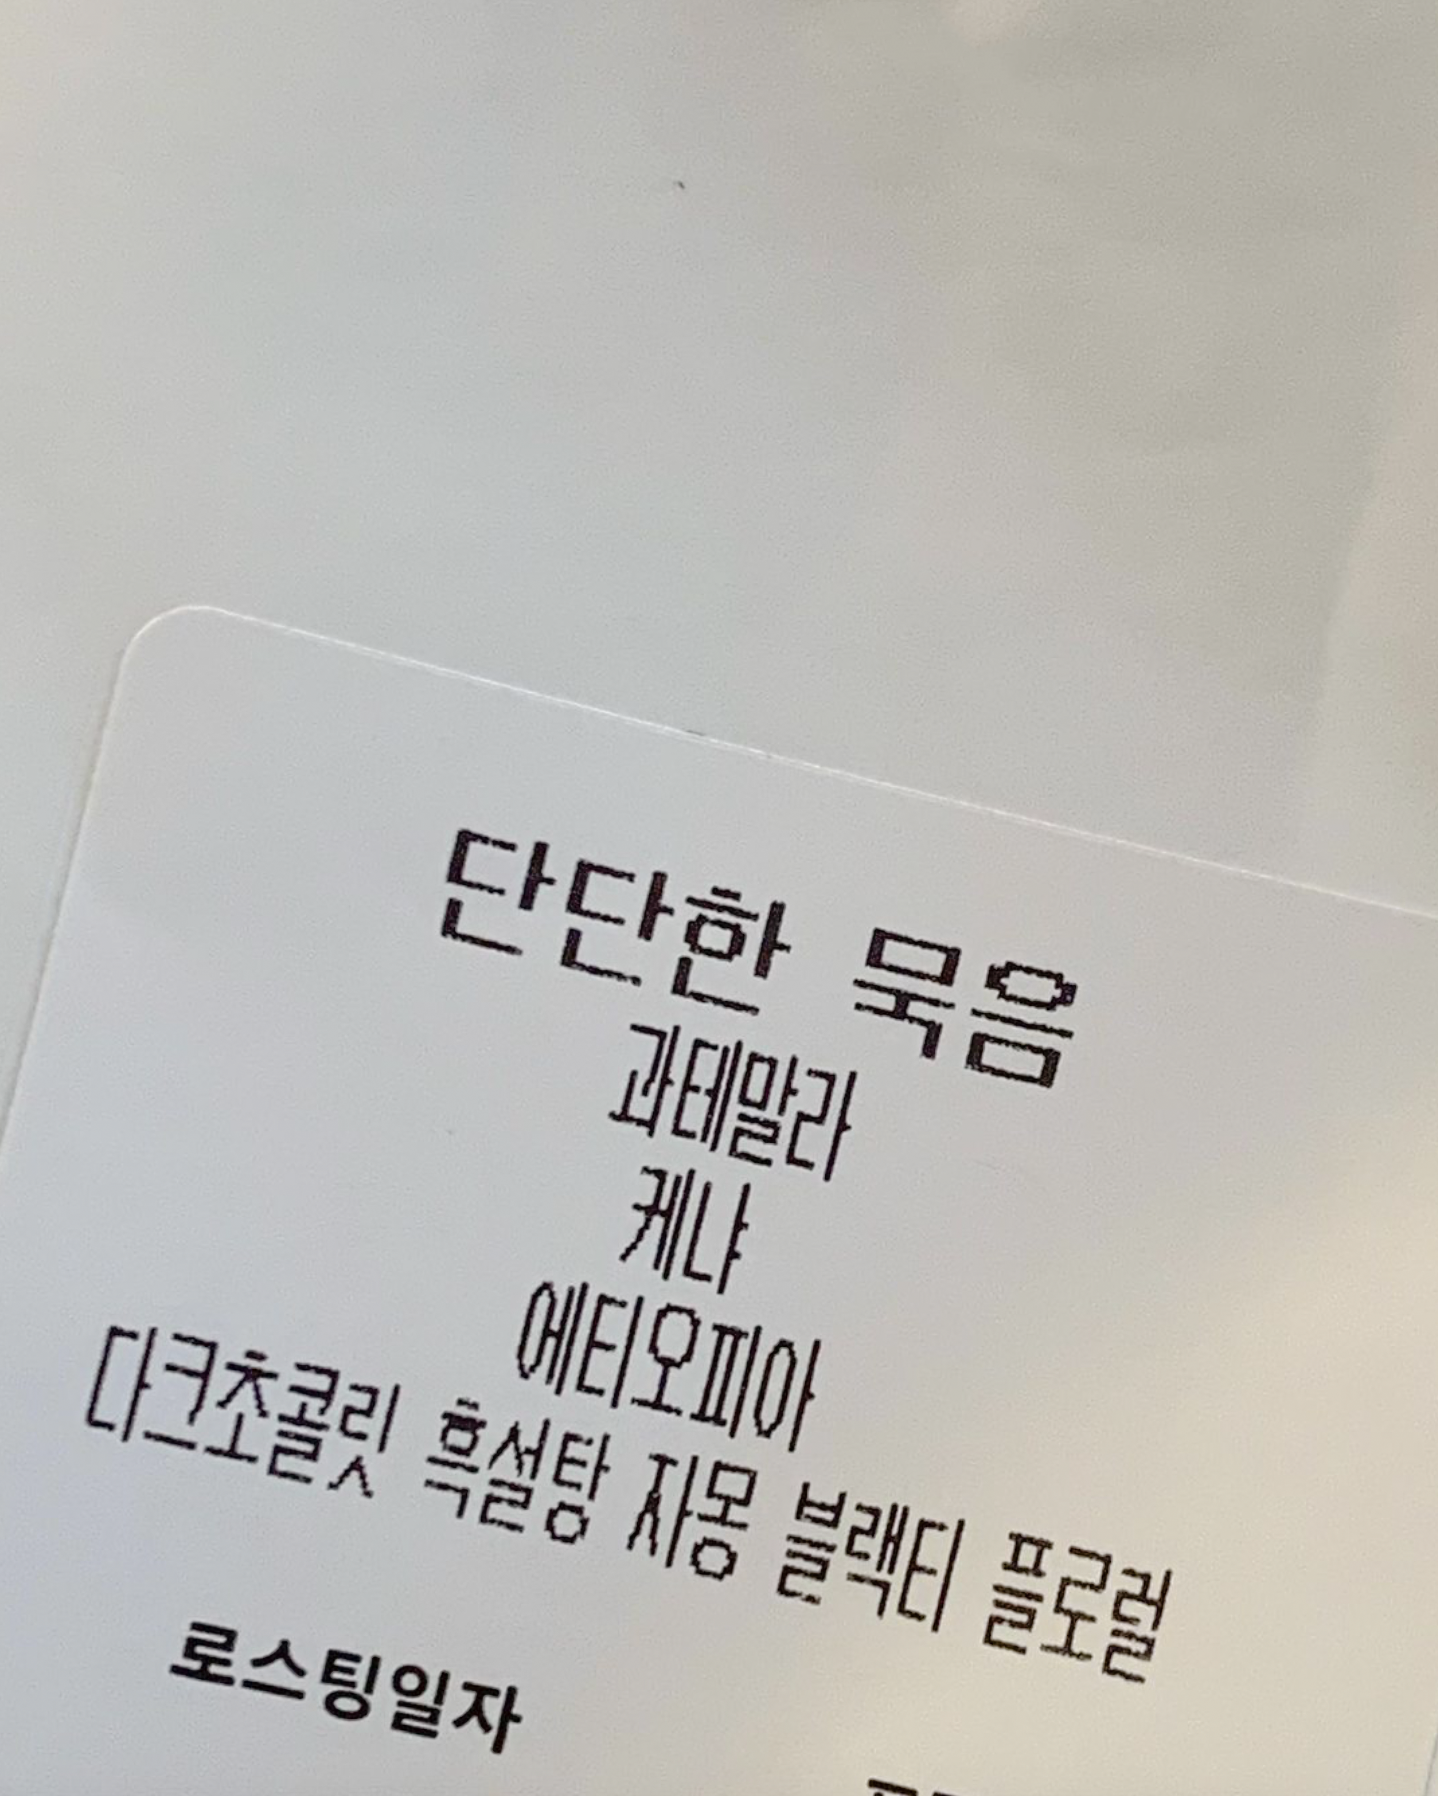 단단한 묶음
과테말라
케냐
에티오피아
다크초콜릿 흑설탕 자몽 블랙티 플로럴
로스팅일자